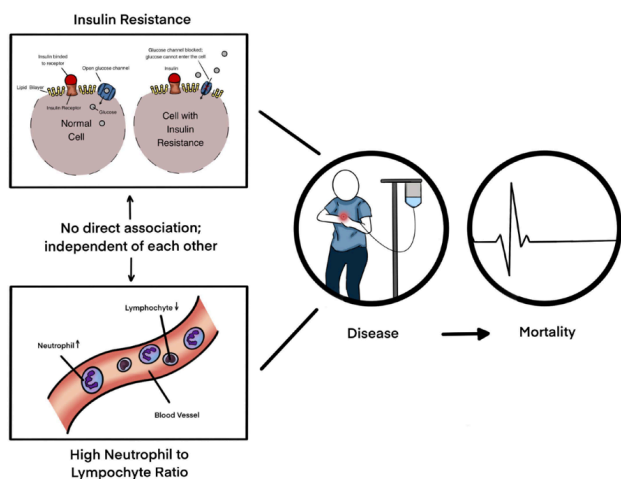 Insulin Resistance
Insulin binded
to receptor
Open glucose channel
Lipid Bilayer
Insulin Receptor
Glucose
Normal
Cell
Insulin
Glucose channel blocked;
glucose cannot enter the cell
Cell with
Insulin
Resistance
No direct association;
independent of each other
Lymphocyte ↓
Neutrophil ↑
Blood Vessel
High Neutrophil to
Lympochyte Ratio
Disease
Mortality